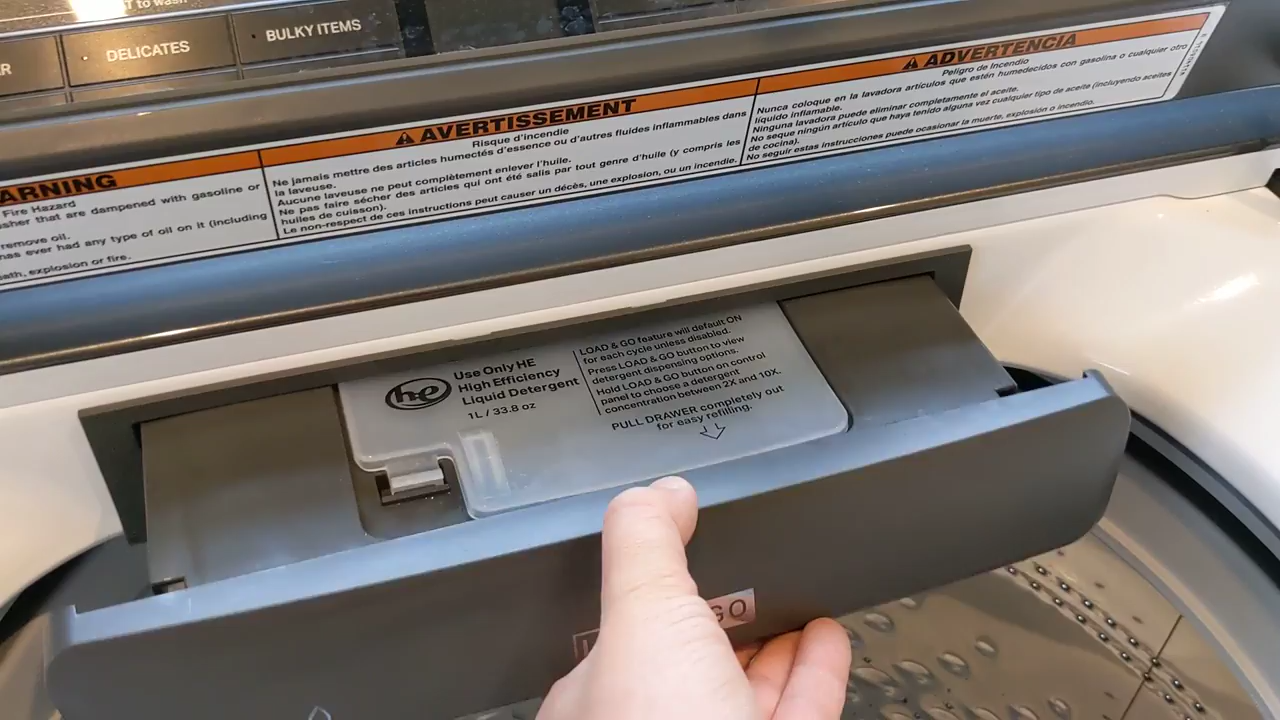 to wash
DELICATES
BULKY ITEMS
ARNING
Fire Hazard
that are dampened with gasoline or
remove oil.
has ever had any type of oil on it (including
explosion or fire.
AVERTISSEMENT
Risque d'incendie
Ne jamais mettre des articles humectés d'essence ou d'autres fluides inflammables dans
la laveuse.
Aucune laveuse ne peut complètement enlever l'huile.
Ne pas faire sécher des articles qui ont été salis par tout genre d'huile (y compris les
huiles de cuisson).
Le non-respect de ces instructions peut causer un décès, une explosion, ou un incendie.
ADVERTENCIA
Peligro de Incendio
Nunca coloque en la lavadora artículos que estén humedecidos con gasolina o cualquier otro
líquido inflamable.
Ninguna lavadora puede eliminar completamente el aceite.
No seque ningún artículo que haya tenido alguna vez cualquier tipo de aceite (incluyendo aceites
de cocina).
No seguir estas instrucciones puede ocasionar la muerte, explosión o incendio.
he
Use Only HE
High Efficiency
Liquid Detergent
1L / 33.8 oz
LOAD & GO feature will default ON
for each cycle unless disabled.
Press LOAD & GO button to view
detergent dispensing options.
Hold LOAD & GO button on control
panel to choose a detergent
concentration between 2X and 10X.
PULL DRAWER completely out
for easy refilling.
GO